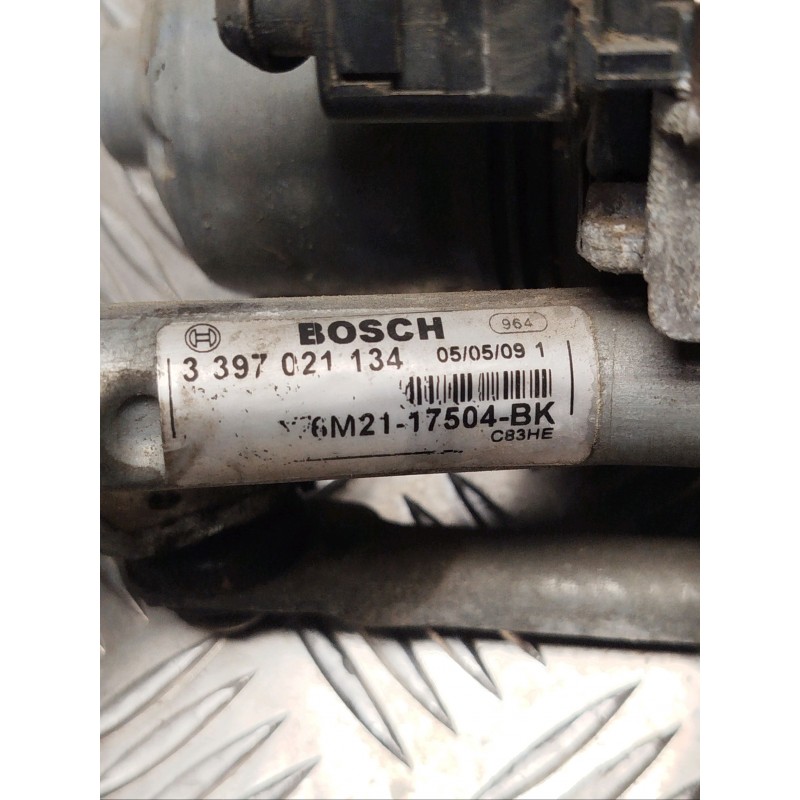 BOSCH 964
3 397 021 134 05/05/09 1
6M21-17504-BK
C83HE